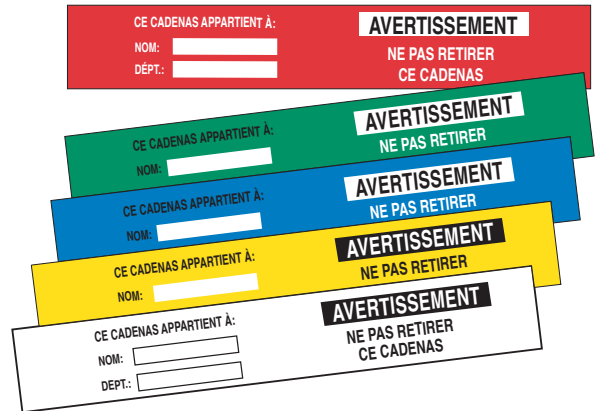 CE CADENAS APPARTIENT À:
NOM:
DÉPT.:
AVERTISSEMENT
NE PAS RETIRER
CE CADENAS
CE CADENAS APPARTIENT À:
NOM:
AVERTISSEMENT
NE PAS RETIRER
CE CADENAS APPARTIENT À:
NOM:
AVERTISSEMENT
NE PAS RETIRER
CE CADENAS APPARTIENT À:
NOM:
AVERTISSEMENT
NE PAS RETIRER
CE CADENAS APPARTIENT À:
NOM:
DEPT.:
AVERTISSEMENT
NE PAS RETIRER
CE CADENAS